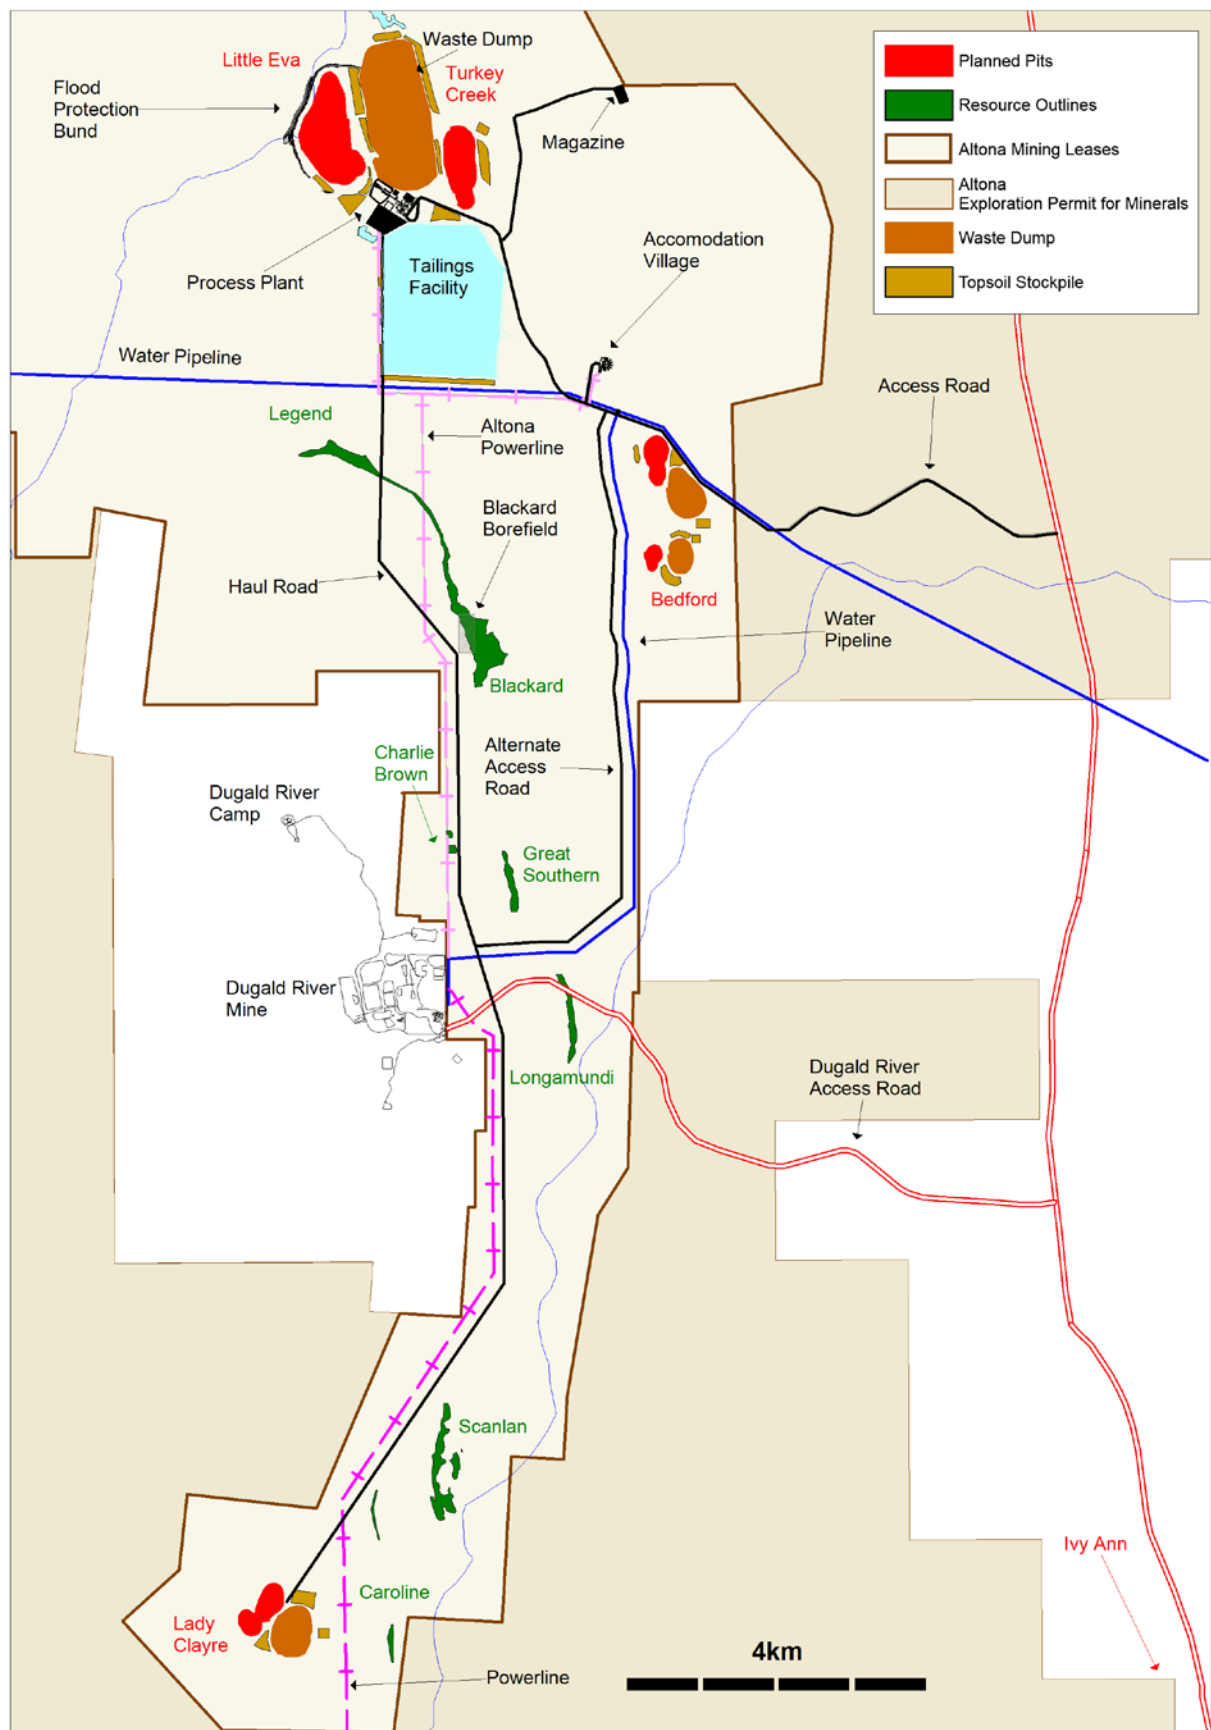 Waste Dump
Little Eva
Turkey
Creek
Flood
Protection
Bund
Magazine
Planned Pits
Resource Outlines
Altona Mining Leases
Altona
Exploration Permit for Minerals
Waste Dump
Topsoil Stockpile
Accomodation
Village
Process Plant
Tailings
Facility
Water Pipeline
Access Road
Legend
Altona
Powerline
Blackard
Borefield
Haul Road
Bedford
Water
Pipeline
Blackard
Charlie
Brown
Alternate
Access
Road
Dugald River
Camp
Great
Southern
Dugald River
Mine
Longamundi
Dugald River
Access Road
Scanlan
Ivy Ann
Caroline
Lady
Clayre
4km
Powerline